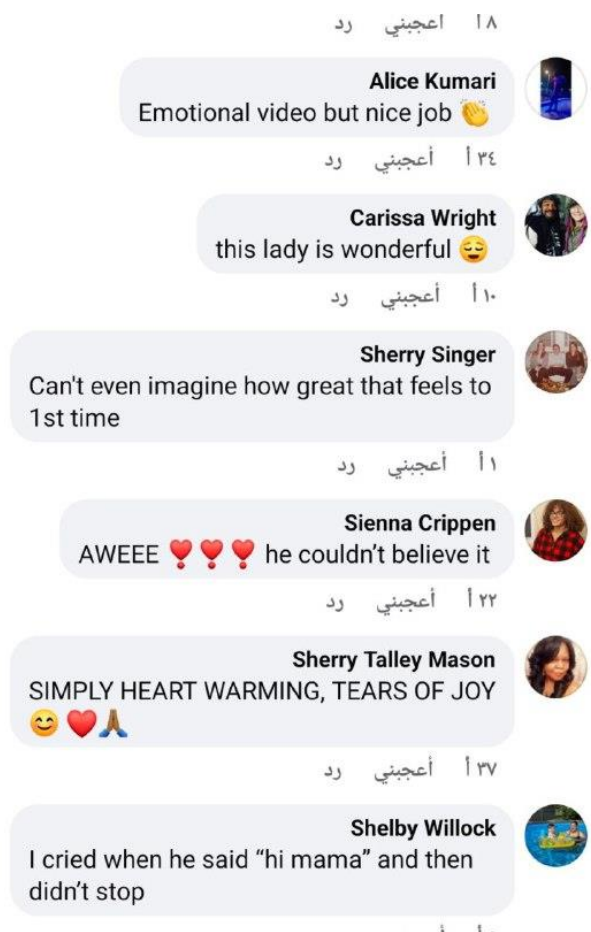 ١٨ أ أعجبني رد
Alice Kumari
Emotional video but nice job 👏
٣٤ أ أعجبني رد
Carissa Wright
this lady is wonderful 😌
١٠ أ أعجبني رد
Sherry Singer
Can't even imagine how great that feels to
1st time
١ أ أعجبني رد
Sienna Crippen
AWEEE ❣️ ❣️ ❣️ he couldn’t believe it
٢٢ أ أعجبني رد
Sherry Talley Mason
SIMPLY HEART WARMING, TEARS OF JOY
😊 ❤️🙏🏾
٣٧ أ أعجبني رد
Shelby Willock
I cried when he said “hi mama” and then
didn’t stop